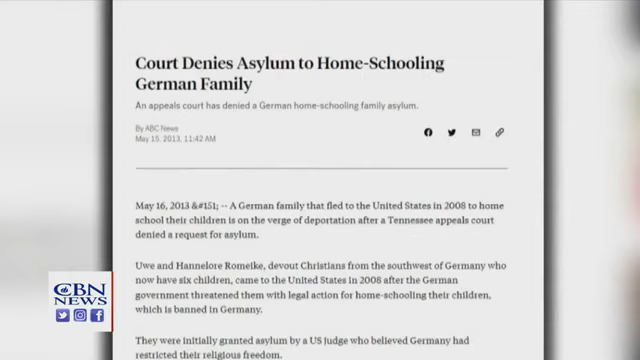 Court Denies Asylum to Home-Schooling
German Family
An appeals court has denied a German home-schooling family asylum.
By ABC News
May 15, 2013, 11:42 AM
May 16, 2013 &#151; -- A German family that fled to the United States in 2008 to home
school their children is on the verge of deportation after a Tennessee appeals court
denied a request for asylum.
Uwe and Hannelore Romeike, devout Christians from the southwest of Germany who
now have six children, came to the United States in 2008 after the German
government threatened them with legal action for home-schooling their children,
which is banned in Germany.
They were initially granted asylum by a US Judge who believed Germany had
restricted their religious freedom.
CBN
NEWS